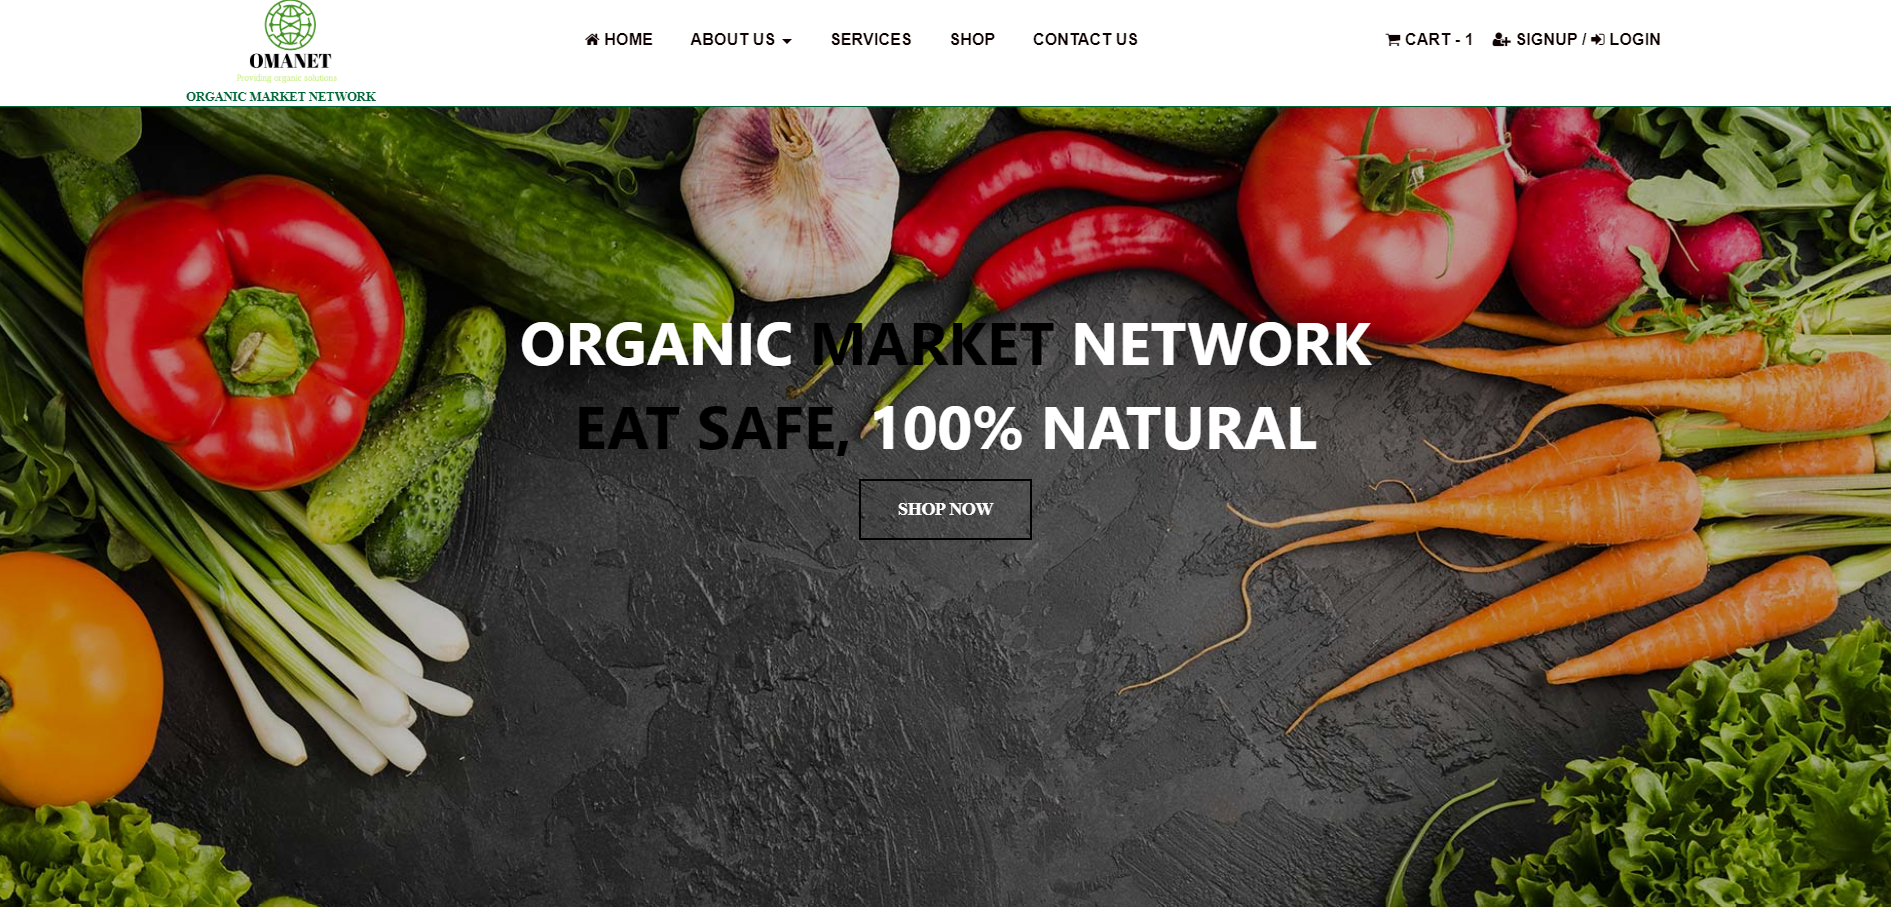 OMANET
Providing organic solutions
ORGANIC MARKET NETWORK
HOME ABOUT US SERVICES SHOP CONTACT US CART - 1 SIGNUP / LOGIN
ORGANIC MARKET NETWORK
EAT SAFE, 100% NATURAL
SHOP NOW